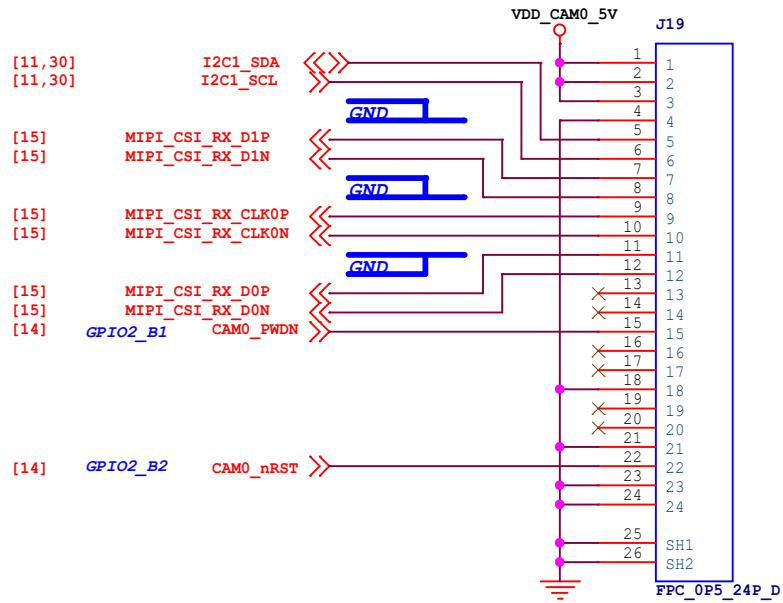 VDD_CAM0_5V
J19
[11,30] I2C1_SDA 1 1
[11,30] I2C1_SCL 2 2
3 3
GND 4 4
[15] MIPI_CSI_RX_D1P 5 5
[15] MIPI_CSI_RX_D1N 6 6
7 7
GND 8 8
[15] MIPI_CSI_RX_CLK0P 9 9
[15] MIPI_CSI_RX_CLK0N 10 10
11 11
GND 12 12
[15] MIPI_CSI_RX_D0P 13 13
[15] MIPI_CSI_RX_D0N 14 14
[14] GPIO2_B1 CAM0_PWDN 15 15
16 16
17 17
18 18
19 19
20 20
21 21
[14] GPIO2_B2 CAM0_nRST 22 22
23 23
24 24
25 SH1
26 SH2
FPC_0P5_24P_D